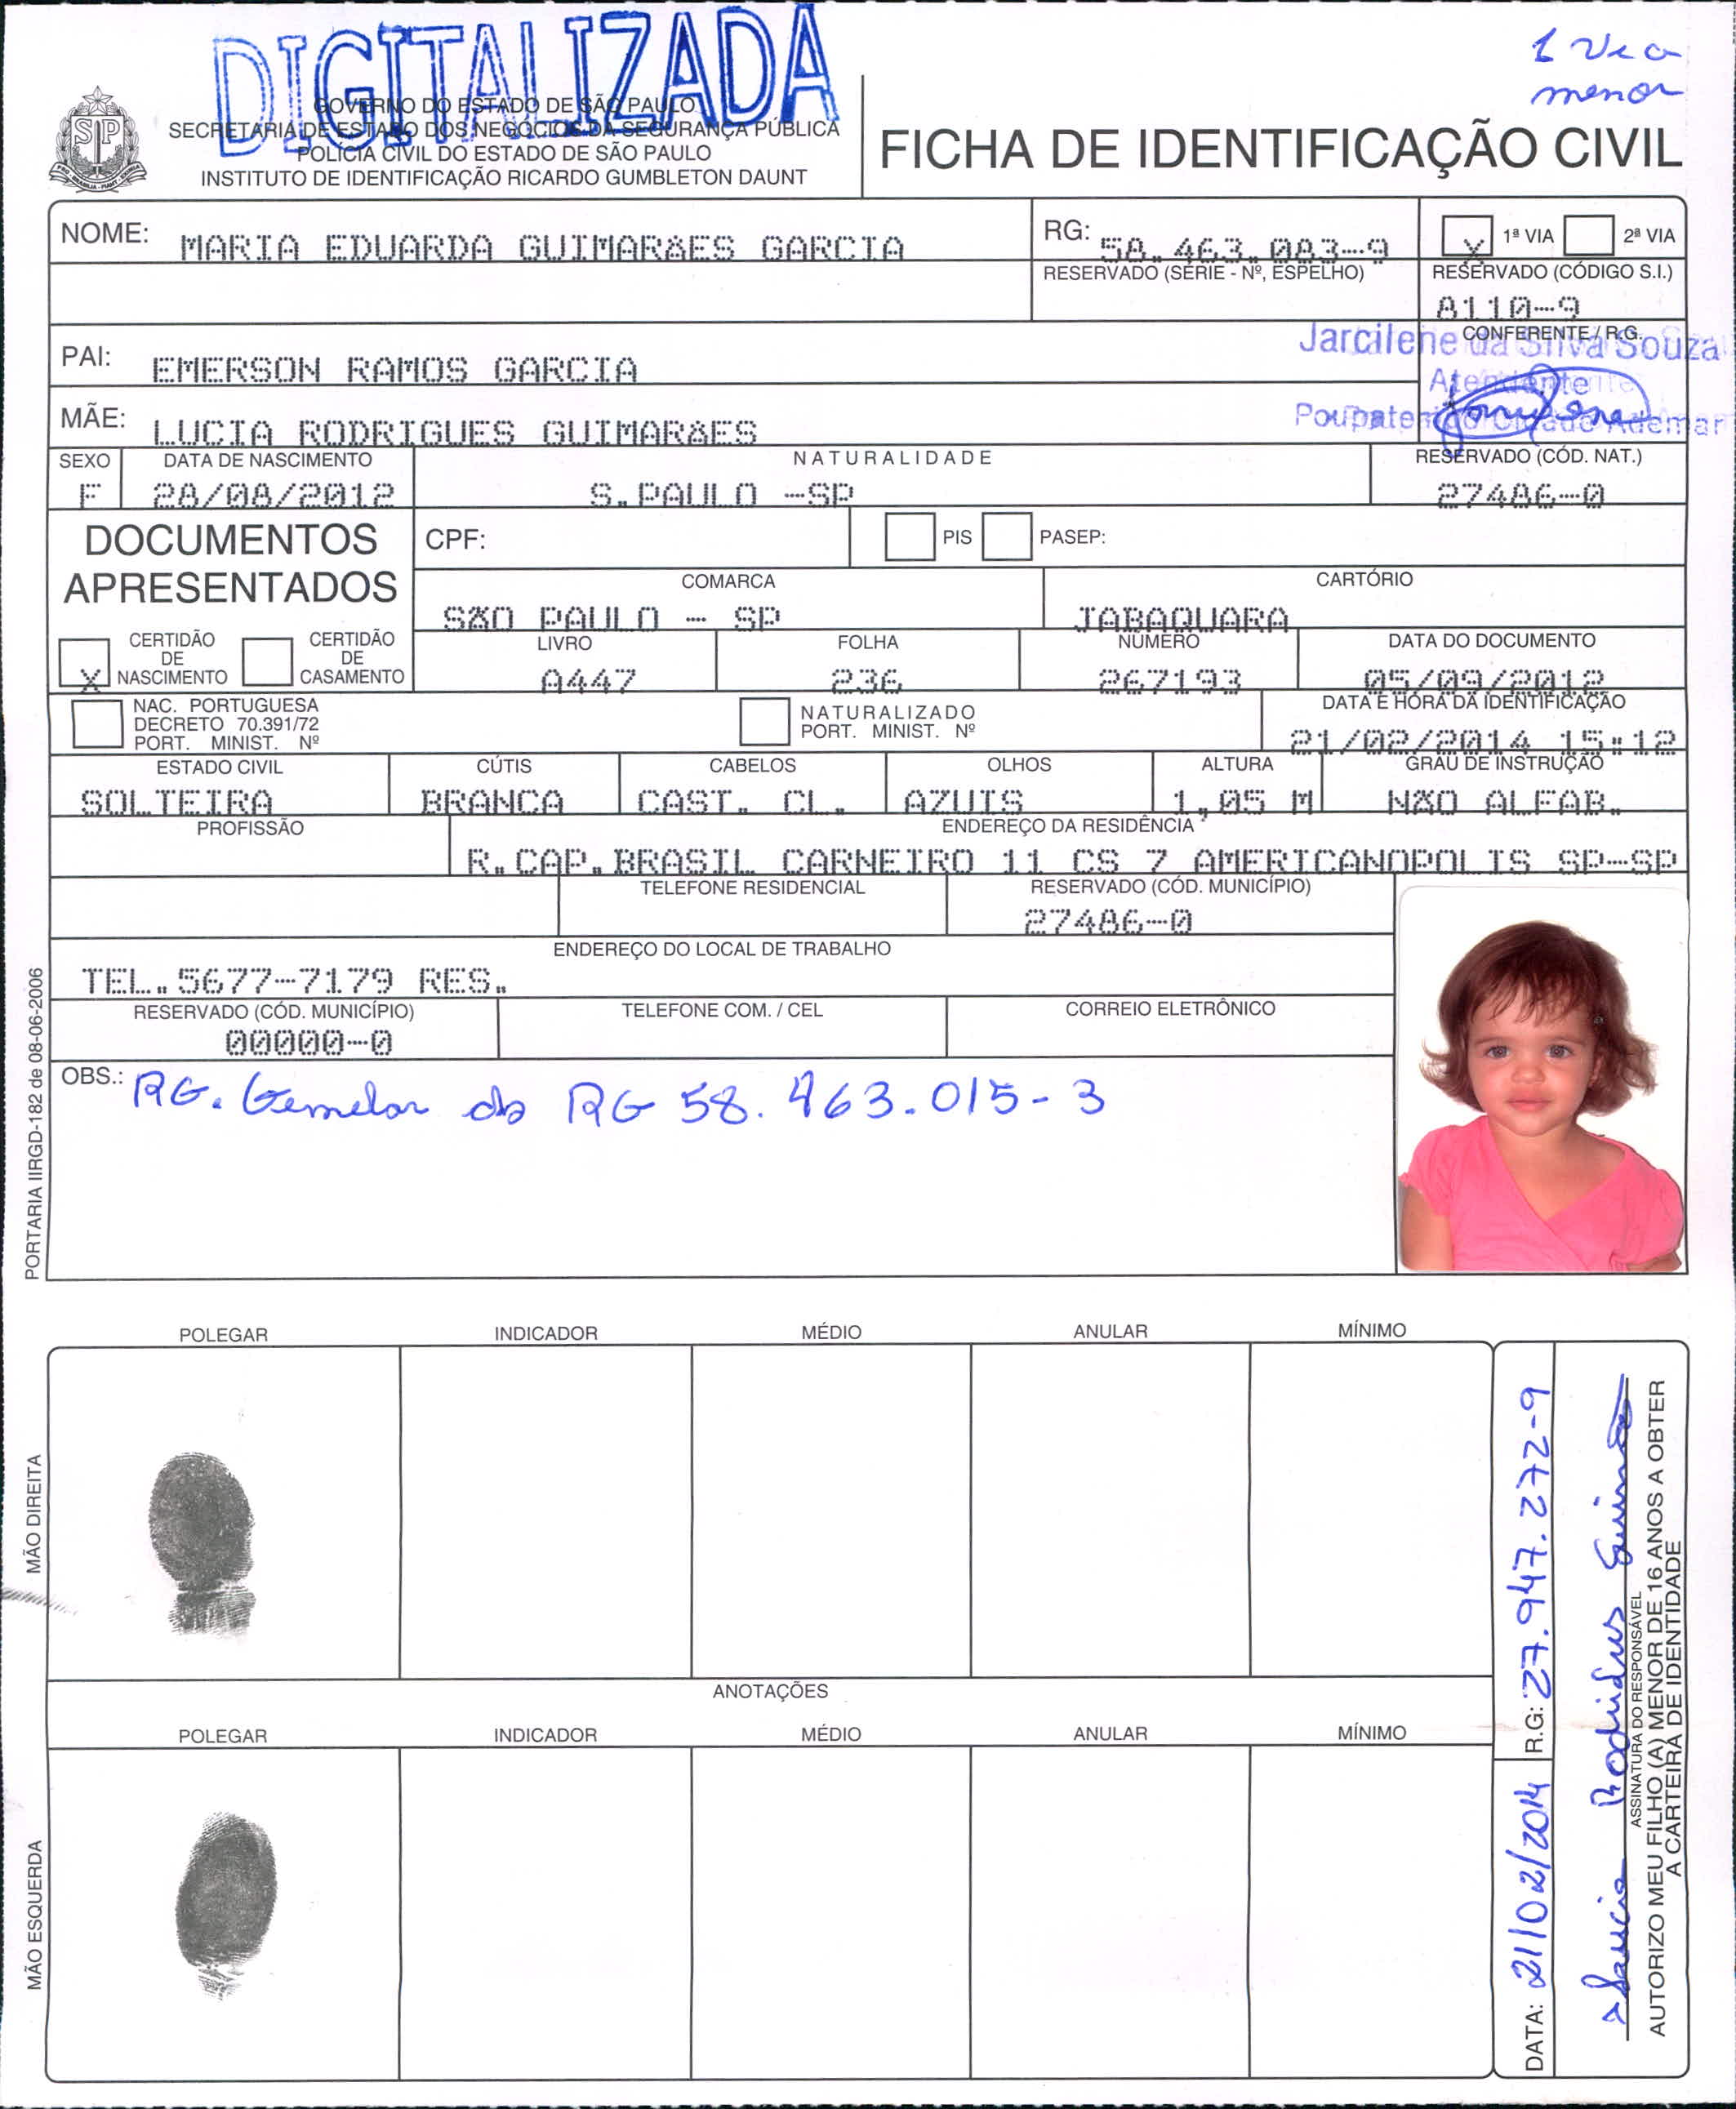 DIGITALIZADA
1 Via
menor
GOVERNO DO ESTADO DE SÃO PAULO
SECRETARIA DE ESTADO DOS NEGÓCIOS DA SEGURANÇA PÚBLICA
POLÍCIA CIVIL DO ESTADO DE SÃO PAULO
INSTITUTO DE IDENTIFICAÇÃO RICARDO GUMBLETON DAUNT
FICHA DE IDENTIFICAÇÃO CIVIL
NOME: MARIA EDUARDA GUIMARÃES GARCIA
RG: 58.463.083-9
X 1ª VIA 2ª VIA
RESERVADO (SÉRIE - Nº, ESPELHO)
RESERVADO (CÓDIGO S.I.)
8110-9
CONFERENTE / R.G.
Jarcilene da Silva Souza
Atendente
PAI: EMERSON RAMOS GARCIA
MÃE: LUCIA RODRIGUES GUIMARÃES
SEXO DATA DE NASCIMENTO NATURALIDADE RESERVADO (CÓD. NAT.)
F 28/08/2012 S.PAULO -SP 27486-0
DOCUMENTOS
APRESENTADOS
CPF: PIS PASEP:
COMARCA CARTÓRIO
SÃO PAULO - SP JABAQUARA
X CERTIDÃO DE NASCIMENTO
CERTIDÃO DE CASAMENTO
LIVRO FOLHA NÚMERO DATA DO DOCUMENTO
A447 236 267193 05/09/2012
NAC. PORTUGUESA
DECRETO 70.391/72
PORT. MINIST. Nº
NATURALIZADO
PORT. MINIST. Nº
DATA E HORA DA IDENTIFICAÇÃO
21/02/2014 15:12
ESTADO CIVIL CÚTIS CABELOS OLHOS ALTURA GRAU DE INSTRUÇÃO
SOLTEIRA BRANCA CAST. CL. AZUIS 1,05 M NÃO ALFAB.
PROFISSÃO ENDEREÇO DA RESIDÊNCIA
R.CAP.BRASIL CARNEIRO 11 CS 7 AMERICANOPOLIS SP-SP
TELEFONE RESIDENCIAL RESERVADO (CÓD. MUNICÍPIO)
27486-0
ENDEREÇO DO LOCAL DE TRABALHO
TEL.5677-7179 RES.
RESERVADO (CÓD. MUNICÍPIO) TELEFONE COM. / CEL CORREIO ELETRÔNICO
00000-0
OBS.: RG. Gemelar do RG 58.463.015-3
PORTARIA IIRGD-182 de 08-06-2006
POLEGAR INDICADOR MÉDIO ANULAR MÍNIMO
MÃO DIREITA
ANOTAÇÕES
POLEGAR INDICADOR MÉDIO ANULAR MÍNIMO
MÃO ESQUERDA
DATA: 21/02/2014 R.G: 27.947.272-9
Lucia Rodrigues Guimarães
ASSINATURA DO RESPONSÁVEL
AUTORIZO MEU FILHO (A) MENOR DE 16 ANOS A OBTER
A CARTEIRA DE IDENTIDADE